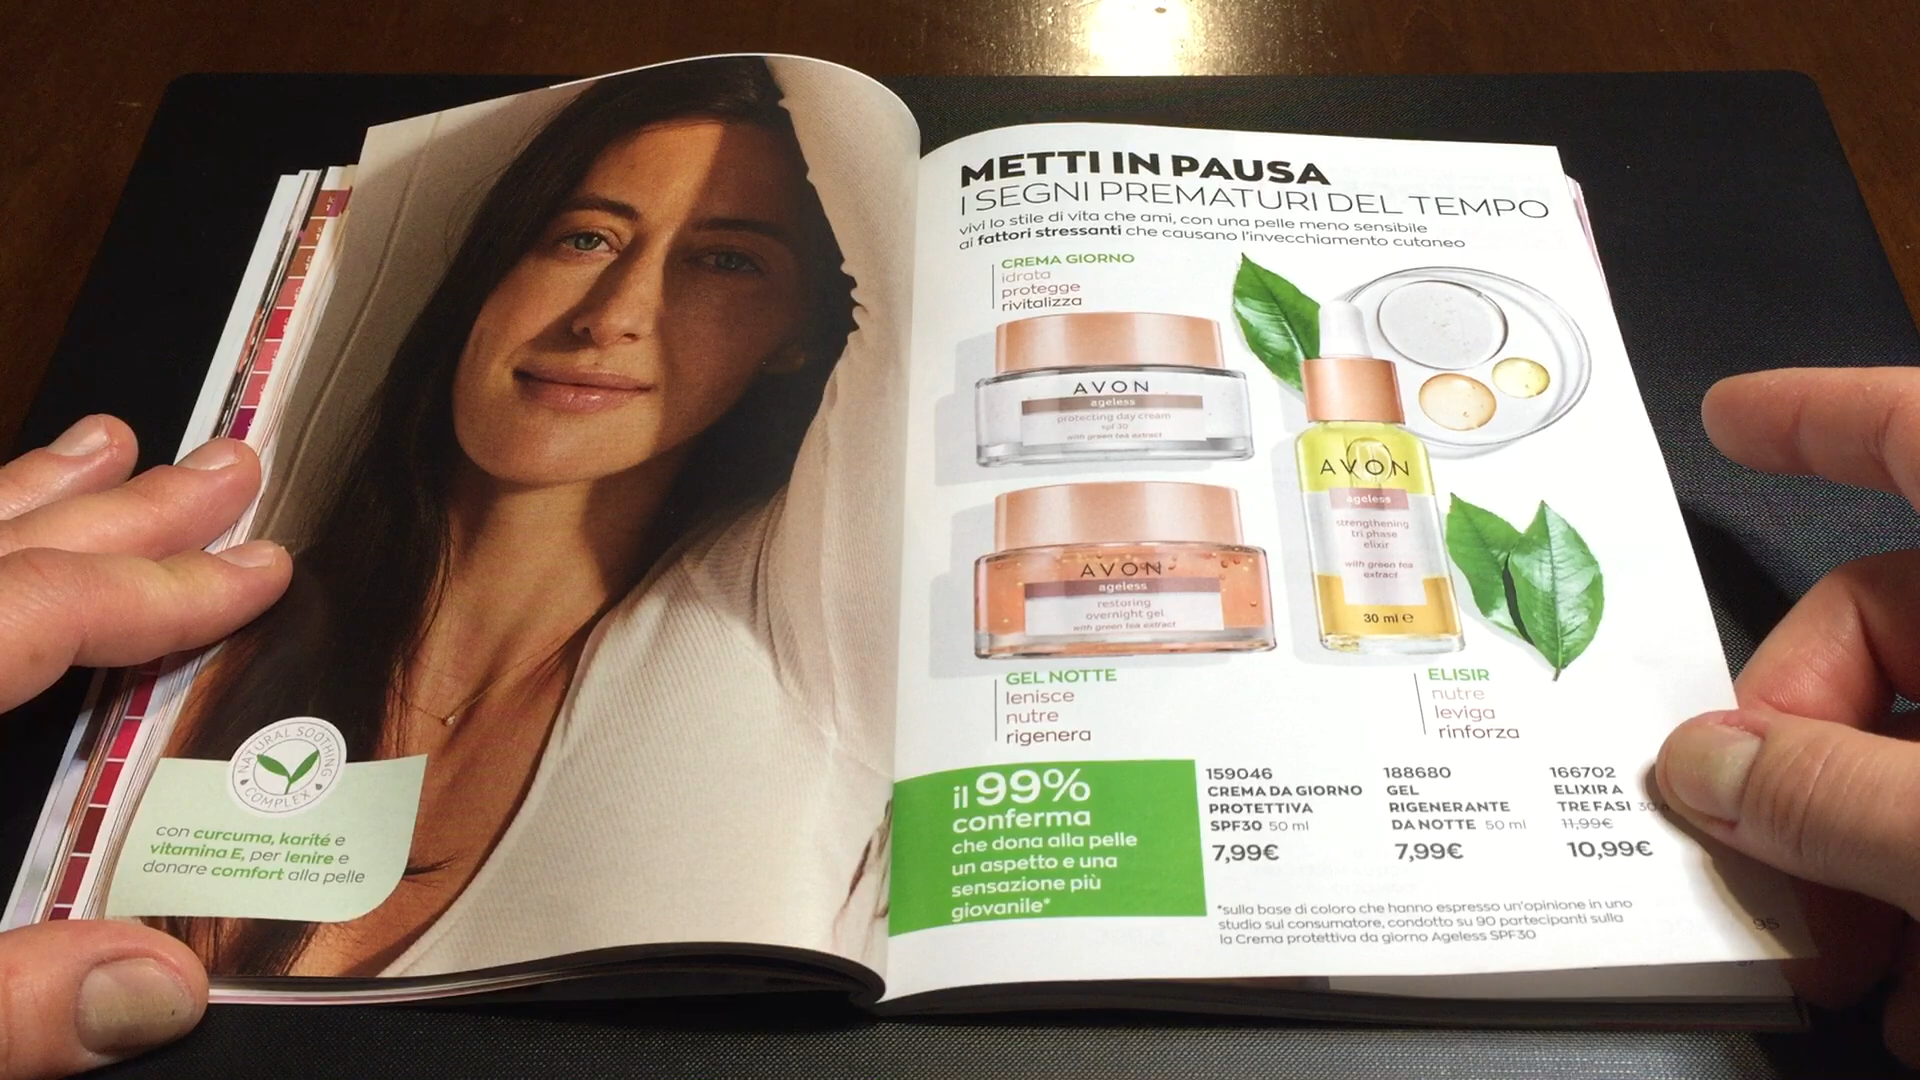 NATURAL SOOTHING
COMPLEX
con curcuma, karité e
vitamina E, per lenire e
donare comfort alla pelle
METTI IN PAUSA
I SEGNI PREMATURI DEL TEMPO
vivi lo stile di vita che ami, con una pelle meno sensibile
ai fattori stressanti che causano l'invecchiamento cutaneo
CREMA GIORNO
idrata
protegge
rivitalizza
AVON
ageless
protecting day cream
spf 30
with green tea extract
AVON
ageless
restoring
overnight gel
with green tea extract
AVON
ageless
strengthening
tri phase
elixir
with green tea
extract
30 ml e
GEL NOTTE
lenisce
nutre
rigenera
ELISIR
nutre
leviga
rinforza
il 99%
conferma
che dona alla pelle
un aspetto e una
sensazione più
giovanile*
159046
CREMA DA GIORNO
PROTETTIVA
SPF30 50 ml
7,99€
188680
GEL
RIGENERANTE
DA NOTTE 50 ml
7,99€
166702
ELIXIR A
TRE FASI 30
11,99€
10,99€
*sulla base di coloro che hanno espresso un'opinione in uno
studio sul consumatore, condotto su 90 partecipanti sulla
la Crema protettiva da giorno Ageless SPF30
95